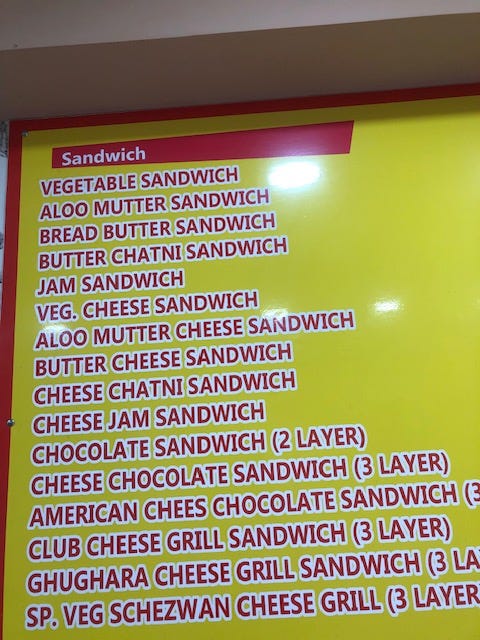 Sandwich
VEGETABLE SANDWICH
ALOO MUTTER SANDWICH
BREAD BUTTER SANDWICH
BUTTER CHATNI SANDWICH
JAM SANDWICH
VEG. CHEESE SANDWICH
ALOO MUTTER CHEESE SANDWICH
BUTTER CHEESE SANDWICH
CHEESE CHATNI SANDWICH
CHEESE JAM SANDWICH
CHOCOLATE SANDWICH (2 LAYER)
CHEESE CHOCOLATE SANDWICH (3 LAYER)
AMERICAN CHEES CHOCOLATE SANDWICH (3
CLUB CHEESE GRILL SANDWICH (3 LAYER)
GHUGHARA CHEESE GRILL SANDWICH (3 LA
SP. VEG SCHEZWAN CHEESE GRILL (3 LAYER)